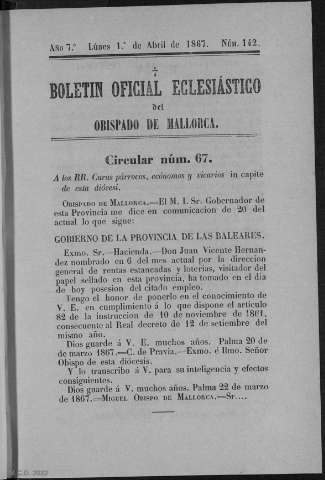 Año 7.º Lúnes 1.º de Abril de 1867. Núm. 142.
BOLETIN OFICIAL ECLESIÁSTICO
del
OBISPADO DE MALLORCA.
Circular núm. 67.
A los RR. Curas párrocos, ecónomos y vicarios in capite
de esta diócesi.
OBISPADO DE MALLORCA.—El M. I. Sr. Gobernador de
esta Provincia me dice en comunicacion de 20 del
actual lo que sigue:
GOBIERNO DE LA PROVINCIA DE LAS BALEARES.
Exmo. Sr.—Hacienda.—Don Juan Vicente Hernan-
dez nombrado en 6 del mes actual por la direccion
general de rentas estancadas y loterias, visitador del
papel sellado en esta provincia, ha tomado en el dia
de hoy posesion del citado empleo.
Tengo el honor de ponerlo en el conocimiento de
V. E. en cumplimiento á lo que dispone el artículo
82 de la instruccion de 10 de noviembre de 1861,
consecuente al Real decreto de 12 de setiembre del
mismo año.
Dios guarde á V. E. muchos años. Palma 20 de
de marzo 1867.—C. de Pravia.—Exmo. é Ilmo. Señor
Obispo de esta diócesis.
Y lo transcribo á V. para su inteligencia y efectos
consiguientes.
Dios guarde á V. muchos años. Palma 22 de marzo
de 1867.—MIGUEL OBISPO DE MALLORCA.—Sr....